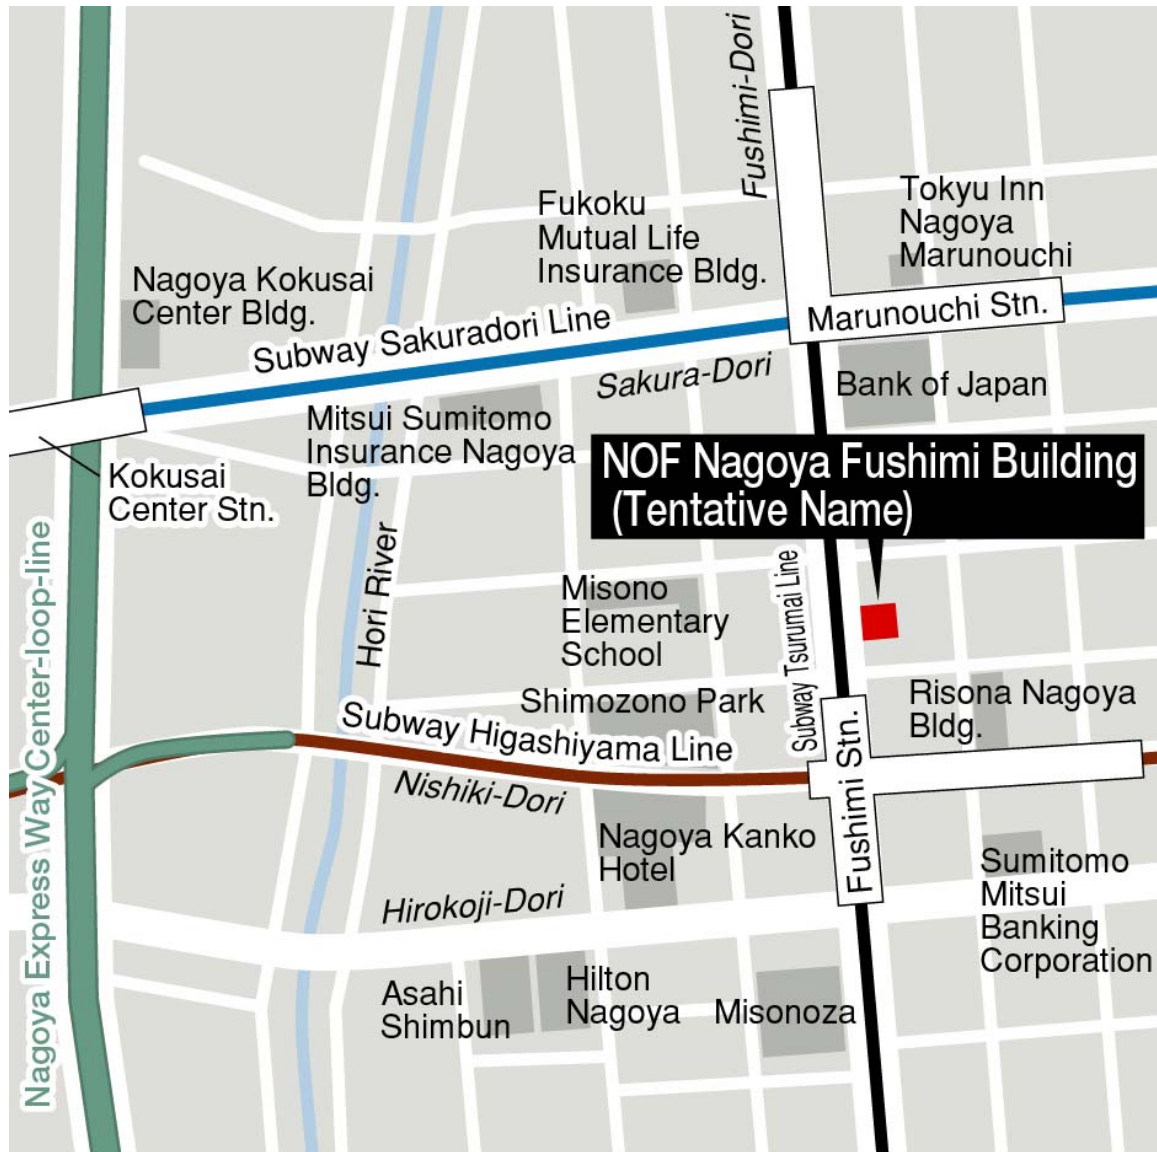 Fushimi-Dori
Tokyu Inn
Nagoya
Marunouchi
Fukoku
Mutual Life
Insurance Bldg.
Nagoya Kokusai
Center Bldg.
Subway Sakuradori Line
Marunouchi Stn.
Sakura-Dori
Bank of Japan
Mitsui Sumitomo
Insurance Nagoya
Bldg.
NOF Nagoya Fushimi Building
(Tentative Name)
Kokusai
Center Stn.
Nagoya Express Way Center-loop-line
Hori River
Misono
Elementary
School
Subway Tsurumai Line
Shimozono Park
Risona Nagoya
Bldg.
Subway Higashiyama Line
Nishiki-Dori
Fushimi Stn.
Nagoya Kanko
Hotel
Sumitomo
Mitsui
Banking
Corporation
Hirokoji-Dori
Asahi
Shimbun
Hilton
Nagoya
Misonoza